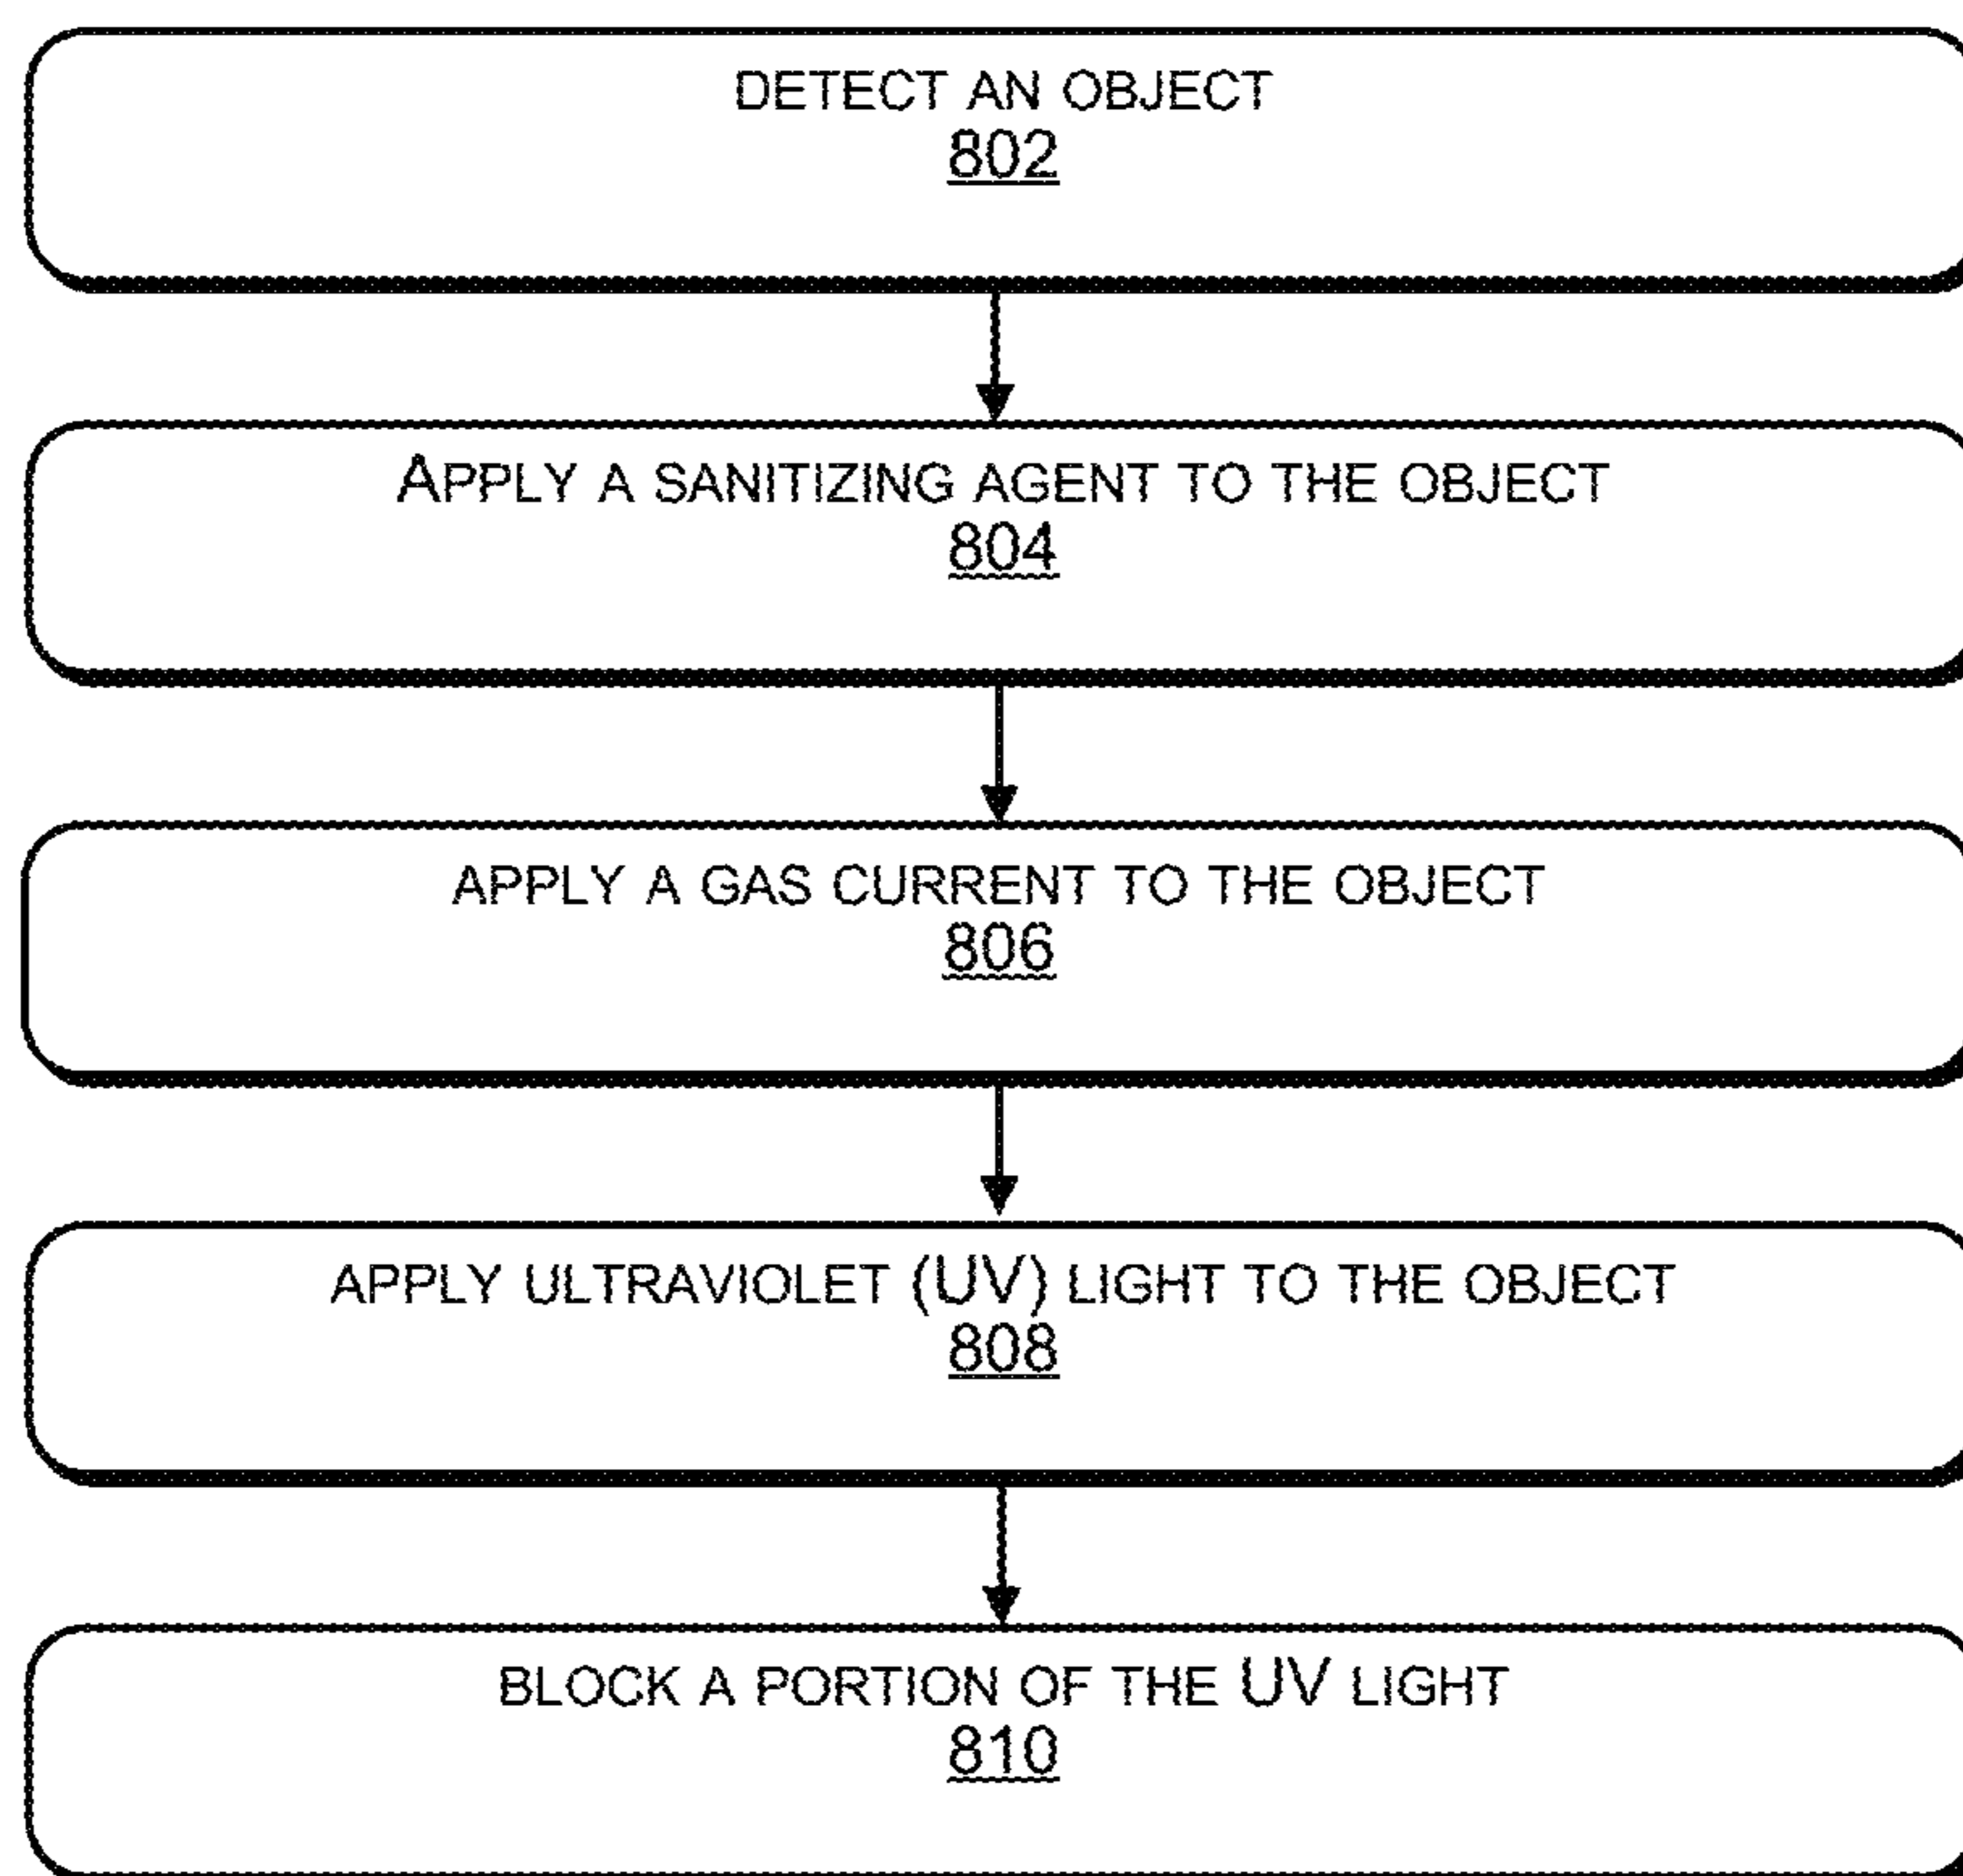 DETECT AN OBJECT
802
APPLY A SANITIZING AGENT TO THE OBJECT
804
APPLY A GAS CURRENT TO THE OBJECT
806
APPLY ULTRAVIOLET (UV) LIGHT TO THE OBJECT
808
BLOCK A PORTION OF THE UV LIGHT
810